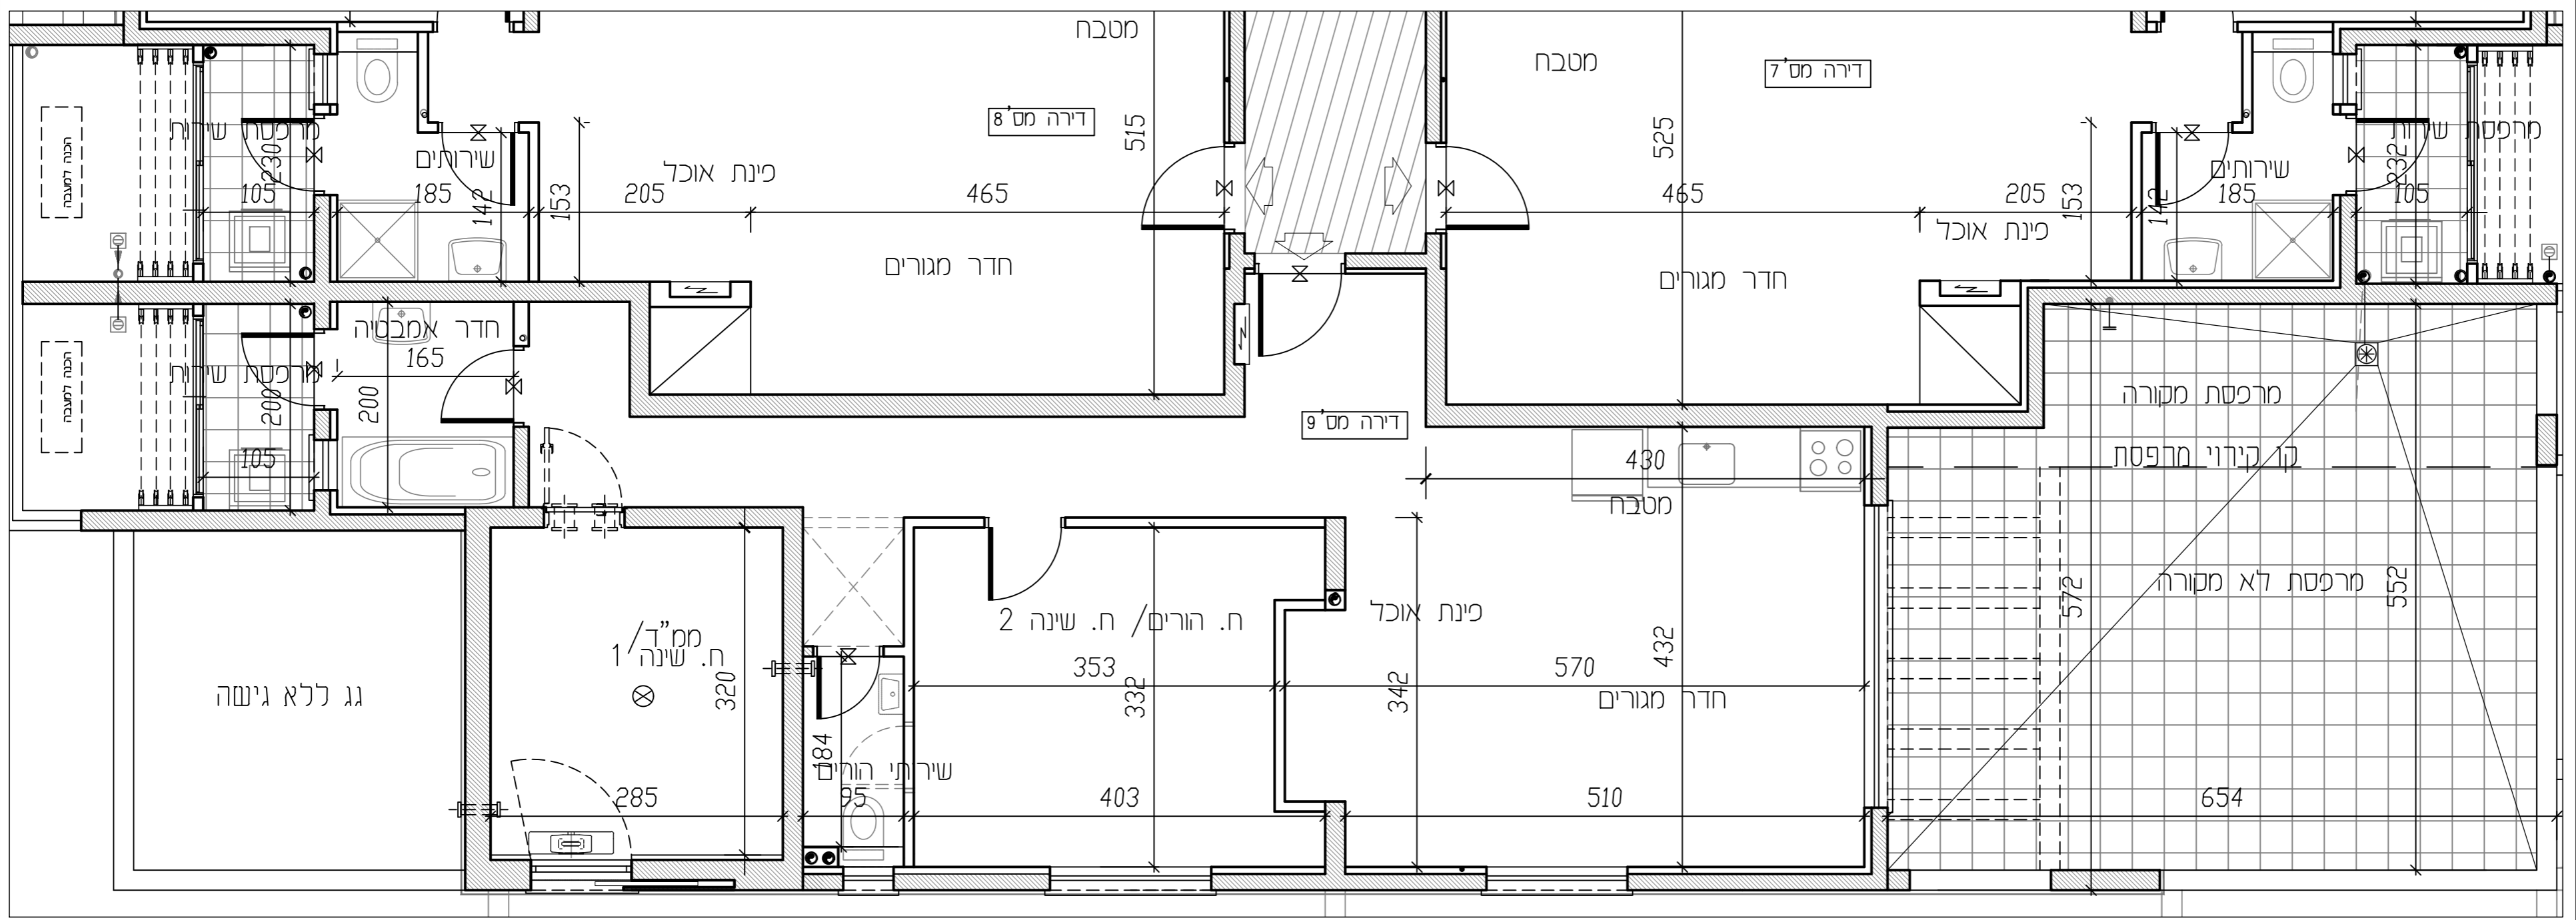 מטבח
מטבח
דירה מס' 7
דירה מס' 8
הכנה למעבה
מרפסת שירות
230
105
שירותים
185
142
153
פינת אוכל
205
515
465
חדר מגורים
525
465
חדר מגורים
205
פינת אוכל
153
שירותים
142
185
מרפסת שירות
232
105
הכנה למעבה
מרפסת שירות
200
105
חדר אמבטיה
165
200
דירה מס' 9
430
מטבח
מרפסת מקורה
קו קירוי מרפסת
מרפסת לא מקורה
572
552
654
גג ללא גישה
ממ"ד/
ח. שינה 1
320
285
184
שירותי הורים
95
ח. הורים/ ח. שינה 2
353
332
403
פינת אוכל
342
570
432
חדר מגורים
510